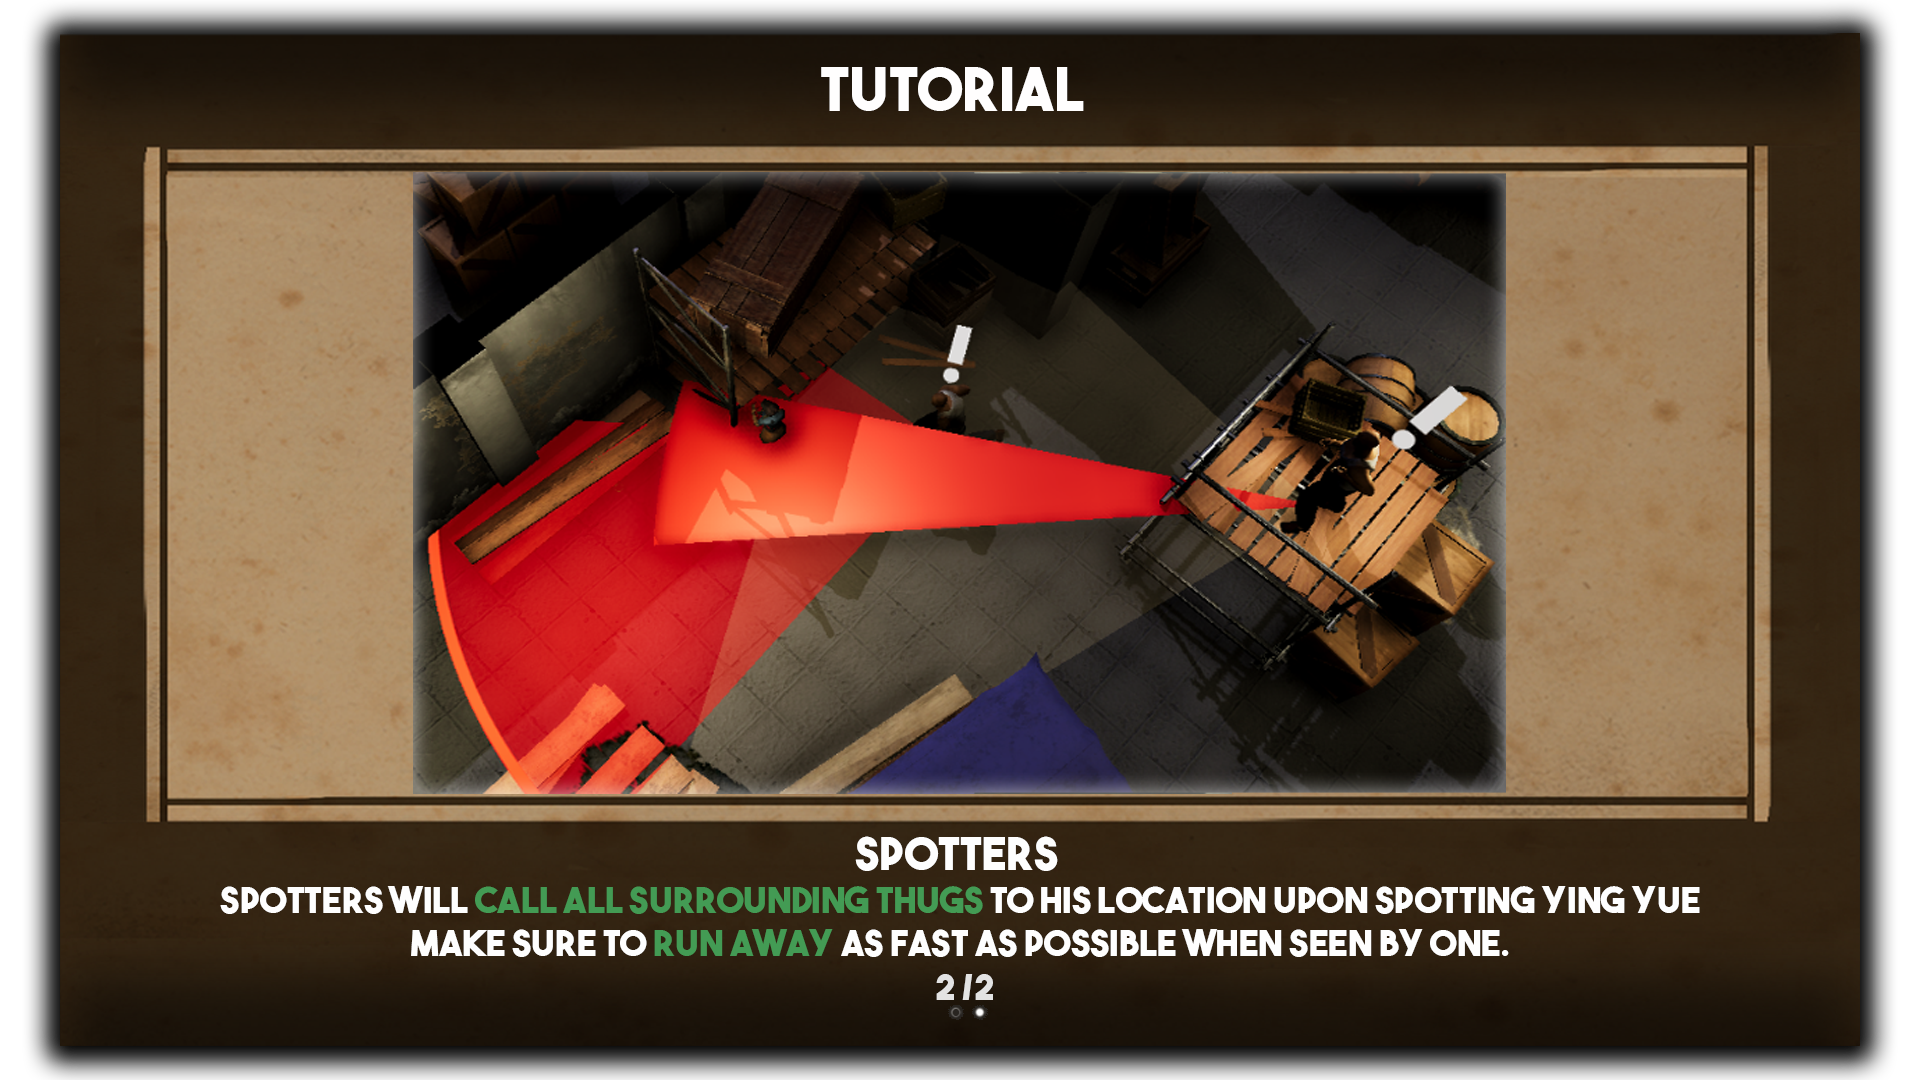 TUTORIAL
SPOTTERS
SPOTTERS WILL CALL ALL SURROUNDING THUGS TO HIS LOCATION UPON SPOTTING YING YUE
MAKE SURE TO RUN AWAY AS FAST AS POSSIBLE WHEN SEEN BY ONE.
2/2